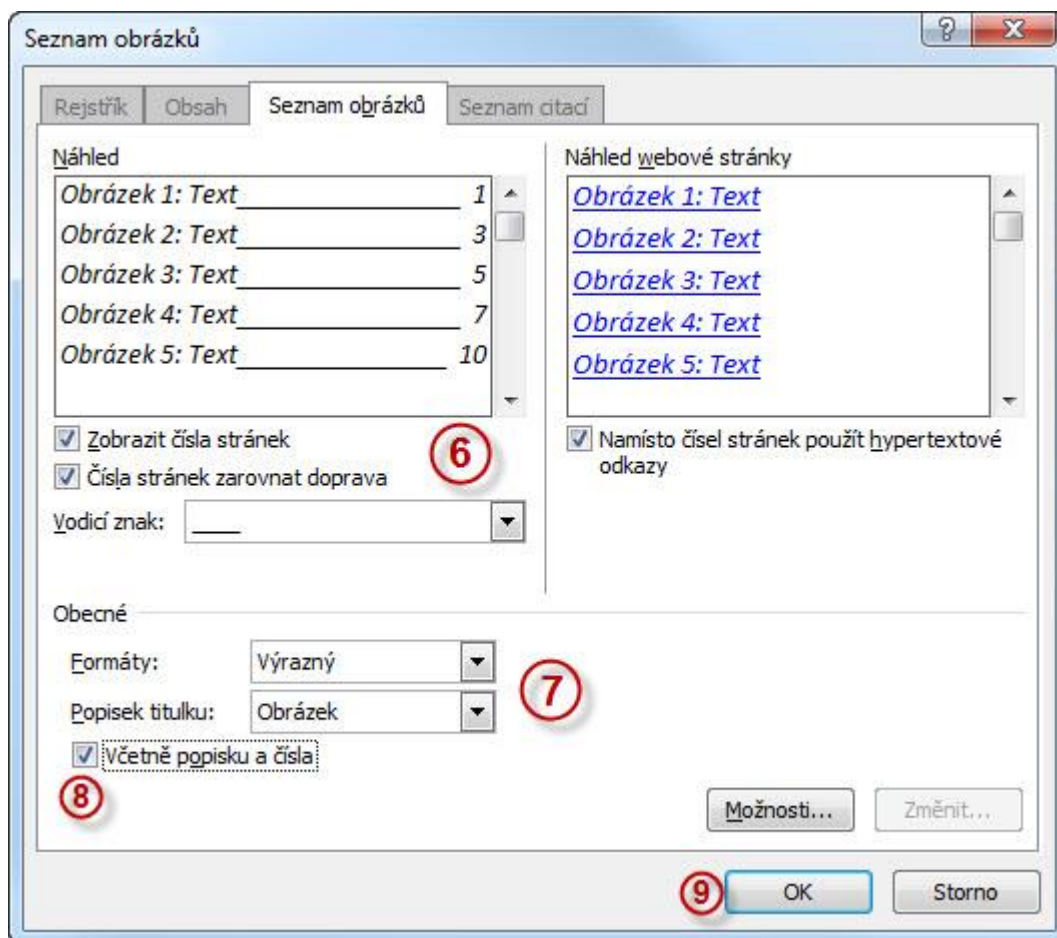 Seznam obrázků
Rejstřík Obsah Seznam obrázků Seznam citací
Náhled
Obrázek 1: Text 1
Obrázek 2: Text 3
Obrázek 3: Text 5
Obrázek 4: Text 7
Obrázek 5: Text 10
Zobrazit čísla stránek
Čísla stránek zarovnat doprava
6
Vodicí znak: ____
Náhled webové stránky
Obrázek 1: Text
Obrázek 2: Text
Obrázek 3: Text
Obrázek 4: Text
Obrázek 5: Text
Namísto čísel stránek použít hypertextové
odkazy
Obecné
Formáty: Výrazný
Popisek titulku: Obrázek
7
Včetně popisku a čísla
8
Možnosti... Změnit...
9 OK Storno